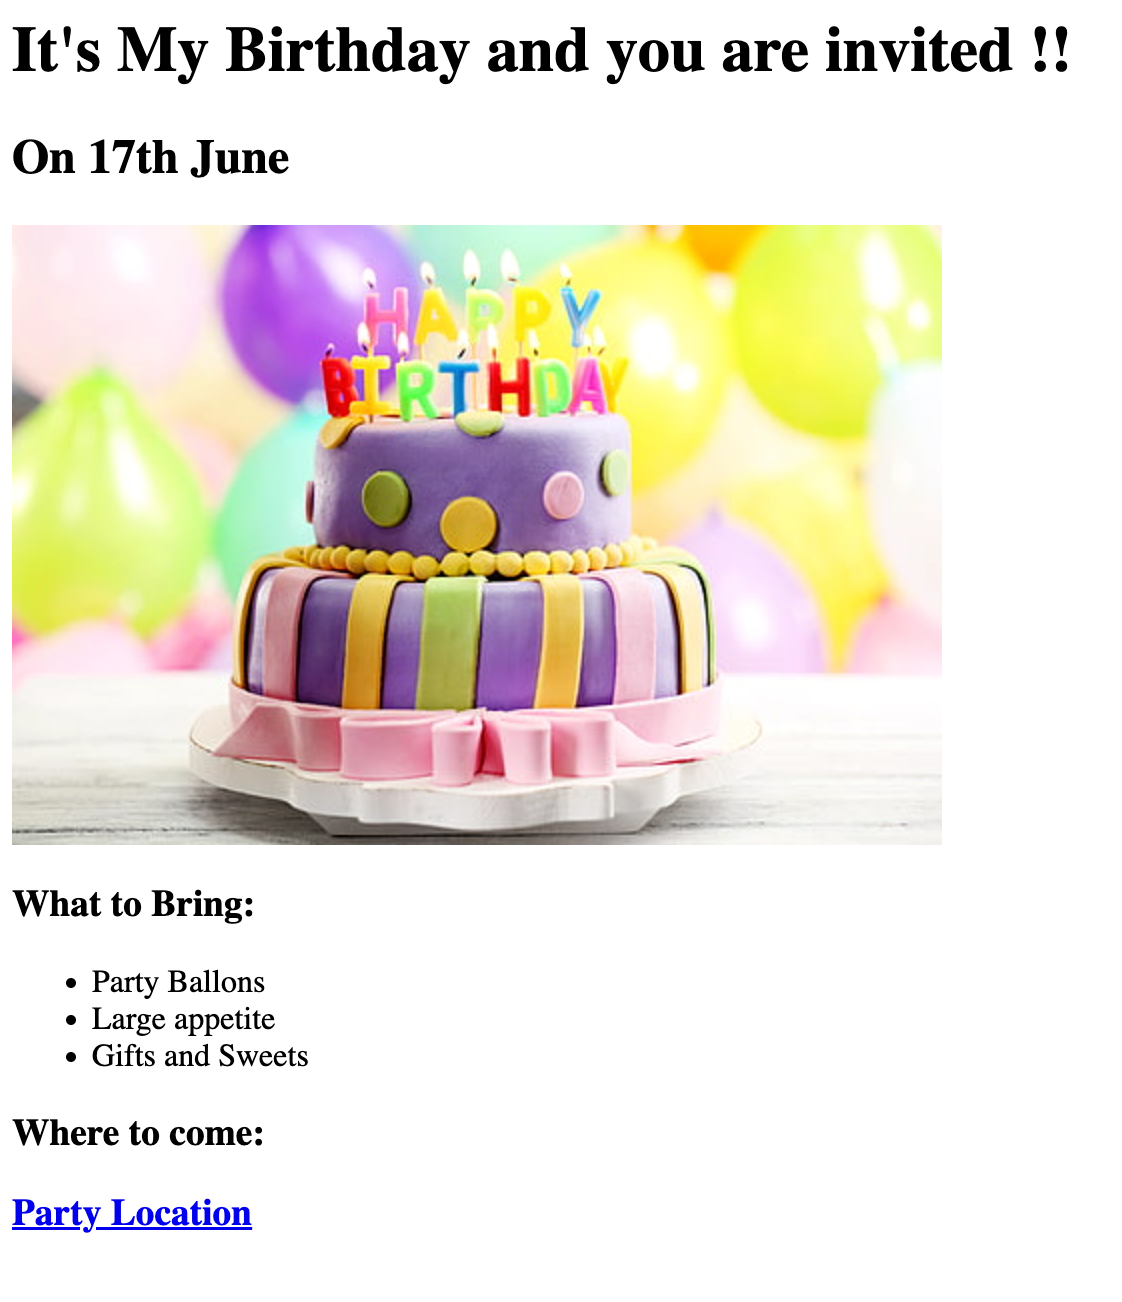 It's My Birthday and you are invited !!
On 17th June
HAPPY
BIRTHDAY
What to Bring:
Party Ballons
Large appetite
Gifts and Sweets
Where to come:
Party Location